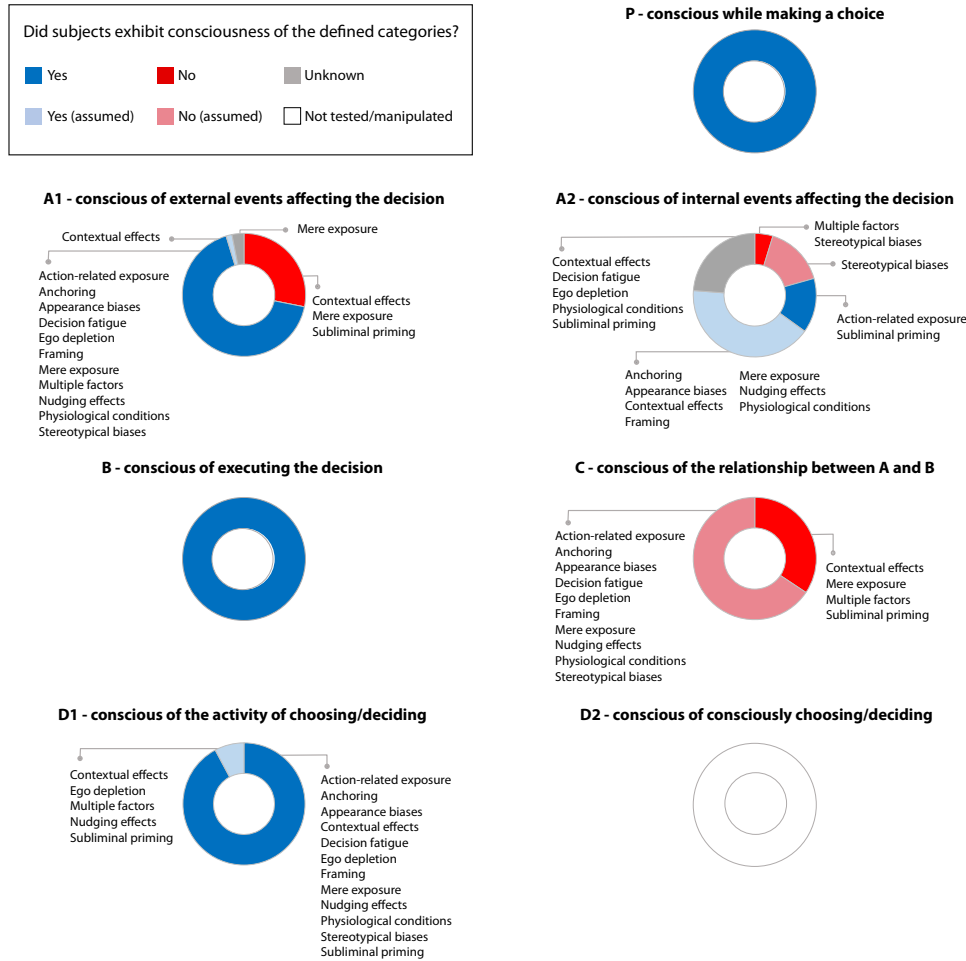 Did subjects exhibit consciousness of the defined categories?
Yes
No
Unknown
Yes (assumed)
No (assumed)
Not tested/manipulated
P - conscious while making a choice
A1 - conscious of external events affecting the decision
Contextual effects
Mere exposure
Action-related exposure
Anchoring
Appearance biases
Decision fatigue
Ego depletion
Framing
Mere exposure
Multiple factors
Nudging effects
Physiological conditions
Stereotypical biases
Contextual effects
Mere exposure
Subliminal priming
A2 - conscious of internal events affecting the decision
Contextual effects
Decision fatigue
Ego depletion
Physiological conditions
Subliminal priming
Multiple factors
Stereotypical biases
Stereotypical biases
Action-related exposure
Subliminal priming
Anchoring
Appearance biases
Contextual effects
Framing
Mere exposure
Nudging effects
Physiological conditions
B - conscious of executing the decision
C - conscious of the relationship between A and B
Action-related exposure
Anchoring
Appearance biases
Decision fatigue
Ego depletion
Framing
Mere exposure
Nudging effects
Physiological conditions
Stereotypical biases
Contextual effects
Mere exposure
Multiple factors
Subliminal priming
D1 - conscious of the activity of choosing/deciding
Contextual effects
Ego depletion
Multiple factors
Nudging effects
Subliminal priming
Action-related exposure
Anchoring
Appearance biases
Contextual effects
Decision fatigue
Ego depletion
Framing
Mere exposure
Nudging effects
Physiological conditions
Stereotypical biases
Subliminal priming
D2 - conscious of consciously choosing/deciding